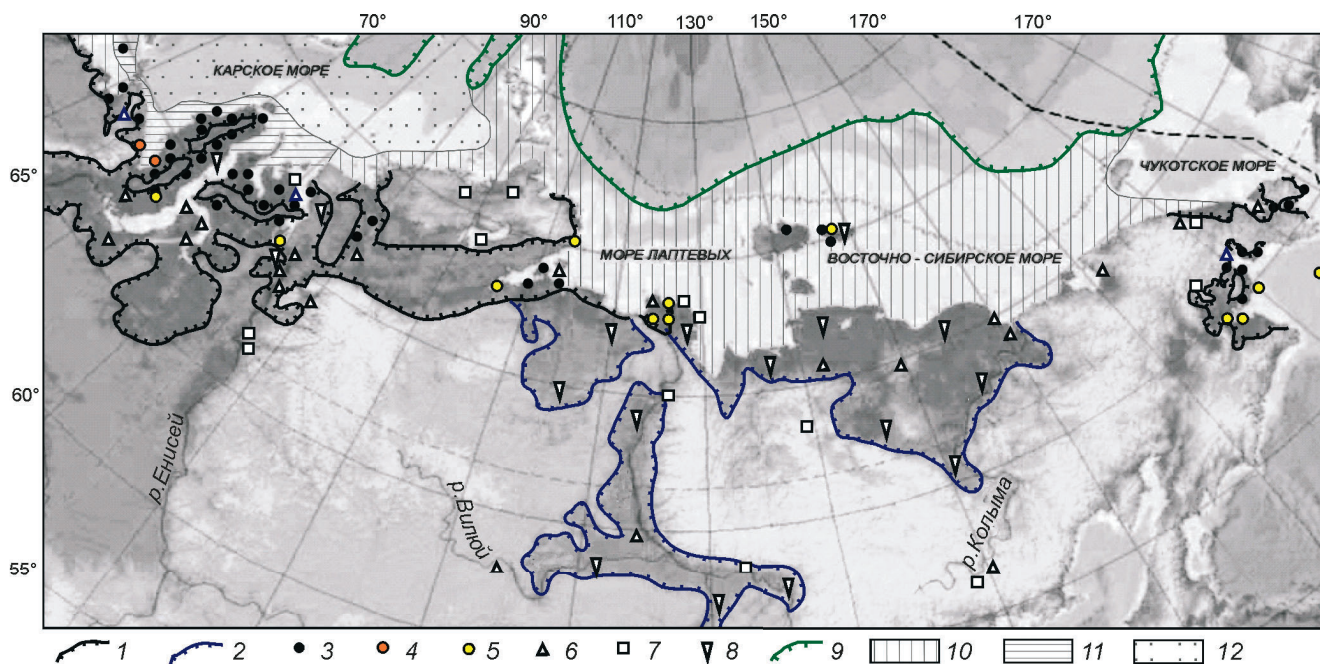 70° 90° 110° 130° 150° 170° 170°
КАРСКОЕ МОРЕ
ЧУКОТСКОЕ МОРЕ
65°
МОРЕ ЛАПТЕВЫХ
ВОСТОЧНО - СИБИРСКОЕ МОРЕ
60°
р.Енисей
р.Вилюй
р.Колыма
55°
1 2 3 4 5 6 7 8 9 10 11 12